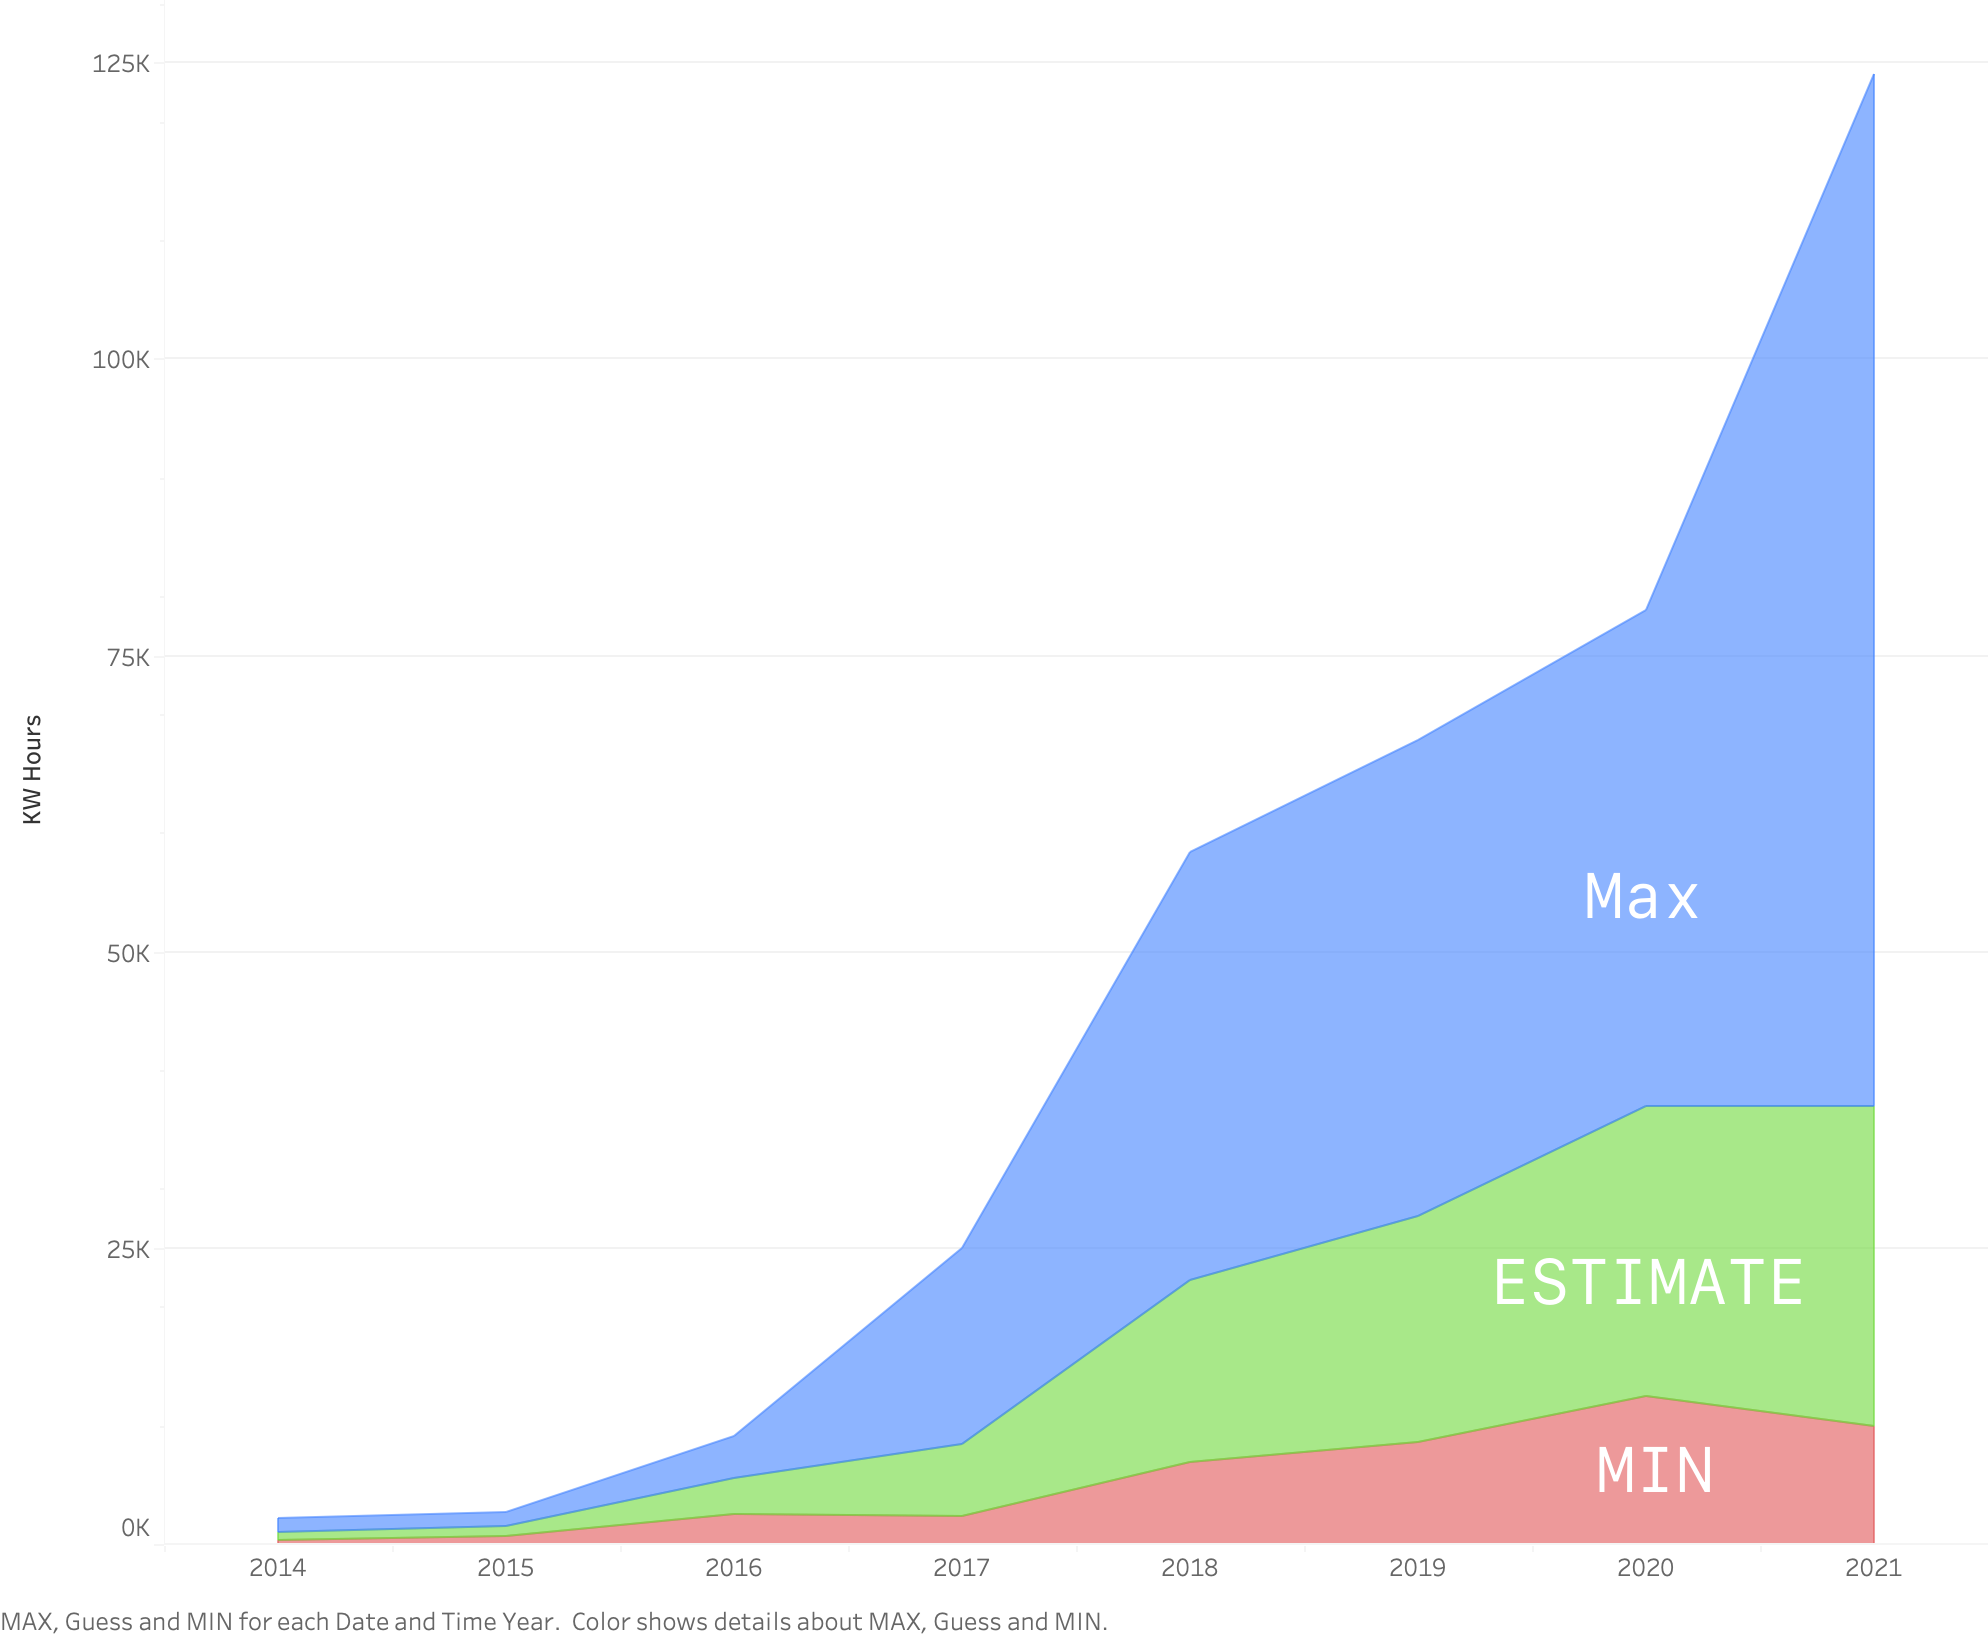 125K
100K
75K
50K
25K
0K
KW Hours
Max
ESTIMATE
MIN
2014 2015 2016 2017 2018 2019 2020 2021
MAX, Guess and MIN for each Date and Time Year.  Color shows details about MAX, Guess and MIN.